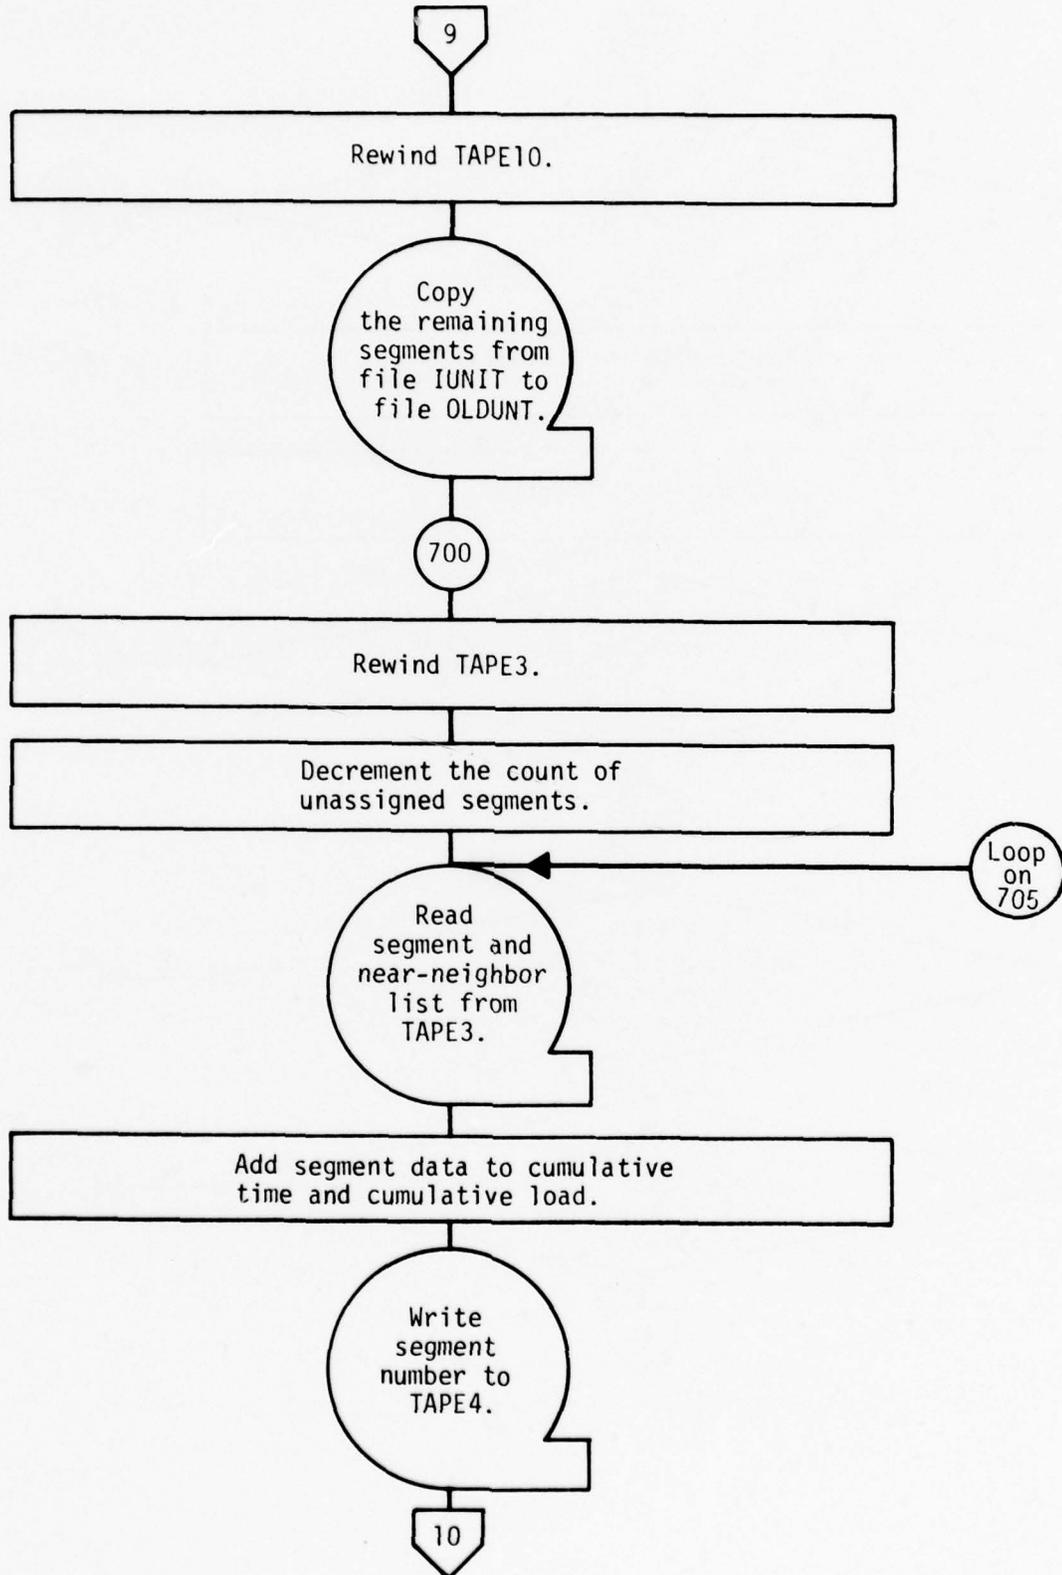 9
Rewind TAPE10.
Copy
the remaining
segments from
file IUNIT to
file OLDUNT.
700
Rewind TAPE3.
Decrement the count of
unassigned segments.
Loop
on
705
Read
segment and
near-neighbor
list from
TAPE3.
Add segment data to cumulative
time and cumulative load.
Write
segment
number to
TAPE4.
10